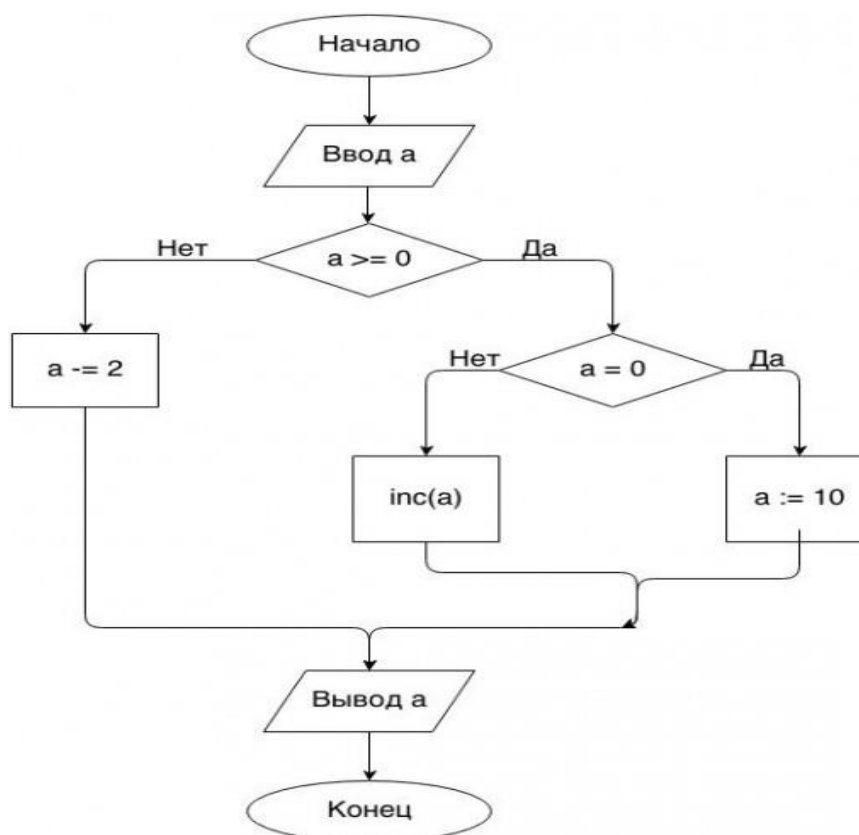 Начало
Ввод a
Нет
a >= 0
Да
a -= 2
Нет
a = 0
Да
inc(a)
a := 10
Вывод a
Конец